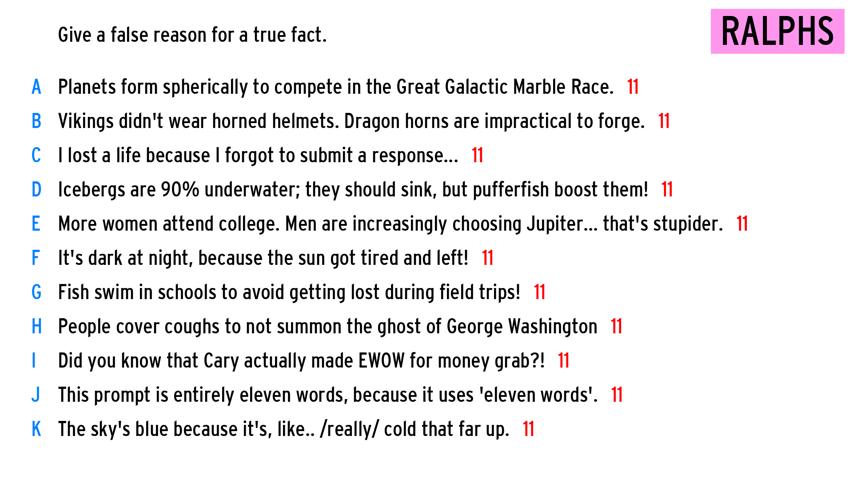 Give a false reason for a true fact.
RALPHS
A Planets form spherically to compete in the Great Galactic Marble Race. 11
B Vikings didn't wear horned helmets. Dragon horns are impractical to forge. 11
C I lost a life because I forgot to submit a response... 11
D Icebergs are 90% underwater; they should sink, but pufferfish boost them! 11
E More women attend college. Men are increasingly choosing Jupiter... that's stupider. 11
F It's dark at night, because the sun got tired and left! 11
G Fish swim in schools to avoid getting lost during field trips! 11
H People cover coughs to not summon the ghost of George Washington 11
I Did you know that Cary actually made EWOW for money grab?! 11
J This prompt is entirely eleven words, because it uses 'eleven words'. 11
K The sky's blue because it's, like.. /really/ cold that far up. 11